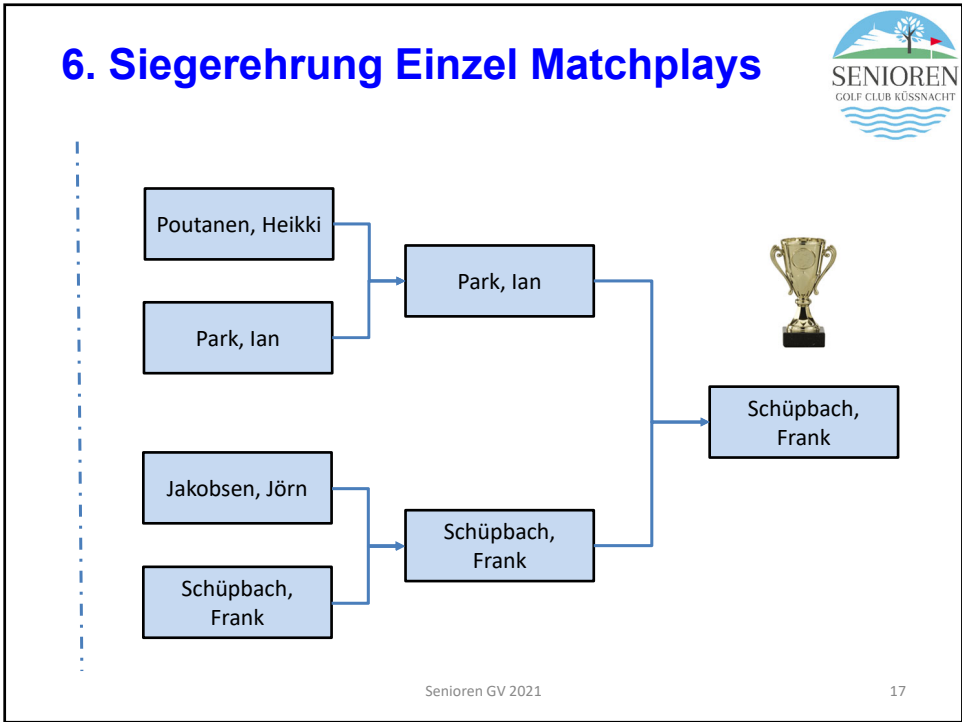 6. Siegerehrung Einzel Matchplays
SENIOREN
GOLF CLUB KÜSSNACHT
Poutanen, Heikki
Park, Ian
Park, Ian
Jakobsen, Jörn
Schüpbach,
Frank
Schüpbach,
Frank
Schüpbach,
Frank
Senioren GV 2021
17